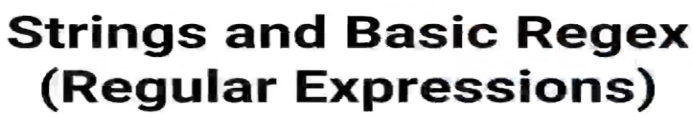 Strings and Basic Regex
(Regular Expressions)